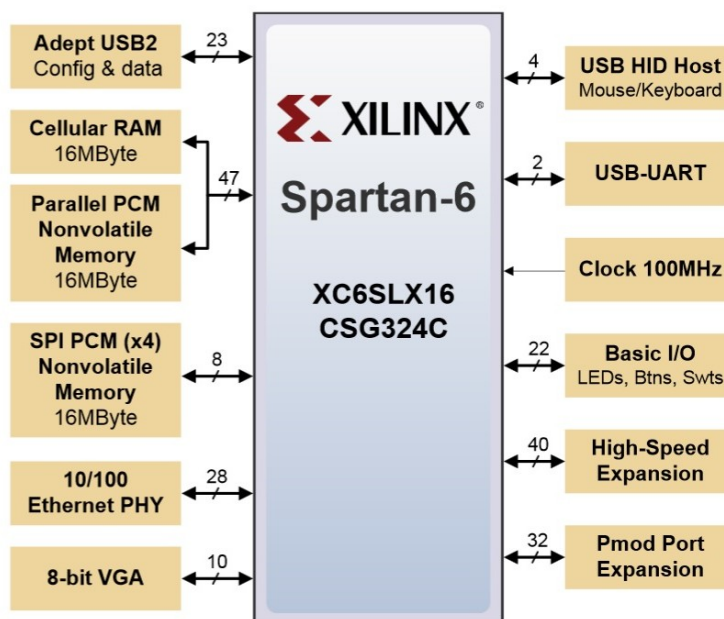 Adept USB2
Config & data
23
Cellular RAM
16MByte
47
Parallel PCM
Nonvolatile
Memory
16MByte
SPI PCM (x4)
Nonvolatile
Memory
16MByte
8
10/100
Ethernet PHY
28
8-bit VGA
10
XILINX®
Spartan-6
XC6SLX16
CSG324C
4
USB HID Host
Mouse/Keyboard
2
USB-UART
Clock 100MHz
22
Basic I/O
LEDs, Btns, Swts
40
High-Speed
Expansion
32
Pmod Port
Expansion